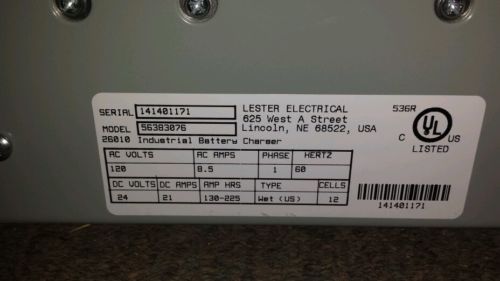 SERIAL 141401171
MODEL 56383076
26010 Industrial Battery Charger
LESTER ELECTRICAL
625 West A Street
Lincoln, NE 68522, USA
536R
C UL US
LISTED
AC VOLTS AC AMPS PHASE HERTZ
120 8.5 1 60
DC VOLTS DC AMPS AMP HRS TYPE CELLS
24 21 130-225 Wet (US) 12
141401171